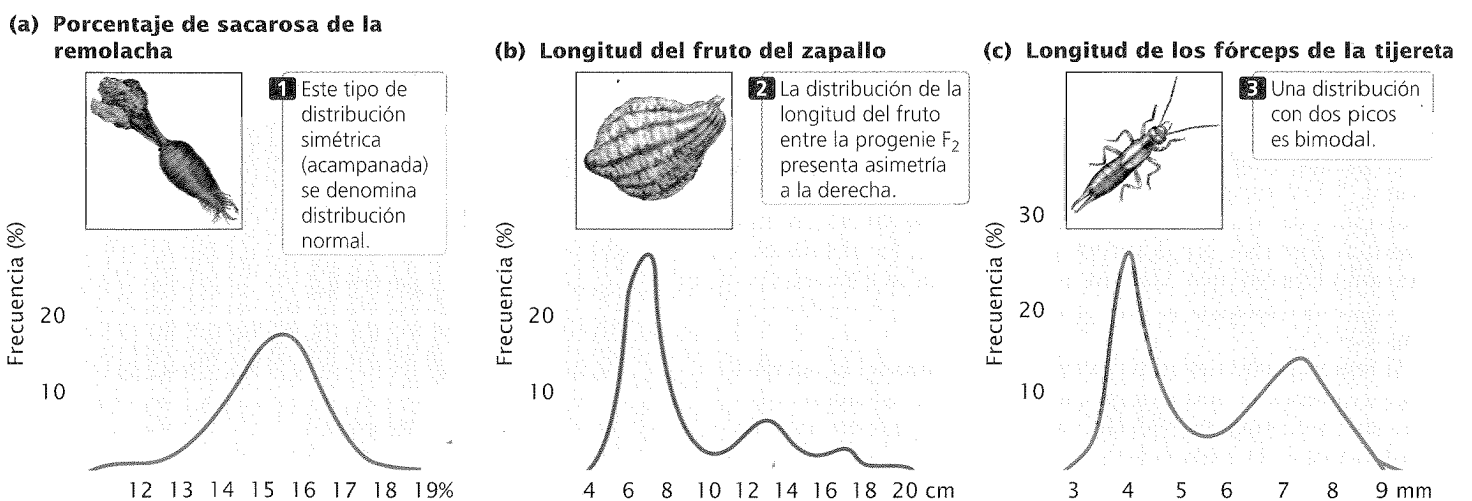 (a) Porcentaje de sacarosa de la
remolacha
1 Este tipo de
distribución
simétrica
(acampanada)
se denomina
distribución
normal.
Frecuencia (%)
20
10
12 13 14 15 16 17 18 19%
(b) Longitud del fruto del zapallo
2 La distribución de la
longitud del fruto
entre la progenie F₂
presenta asimetría
a la derecha.
Frecuencia (%)
20
10
4 6 8 10 12 14 16 18 20 cm
(c) Longitud de los fórceps de la tijereta
3 Una distribución
con dos picos
es bimodal.
Frecuencia (%)
30
20
10
3 4 5 6 7 8 9 mm